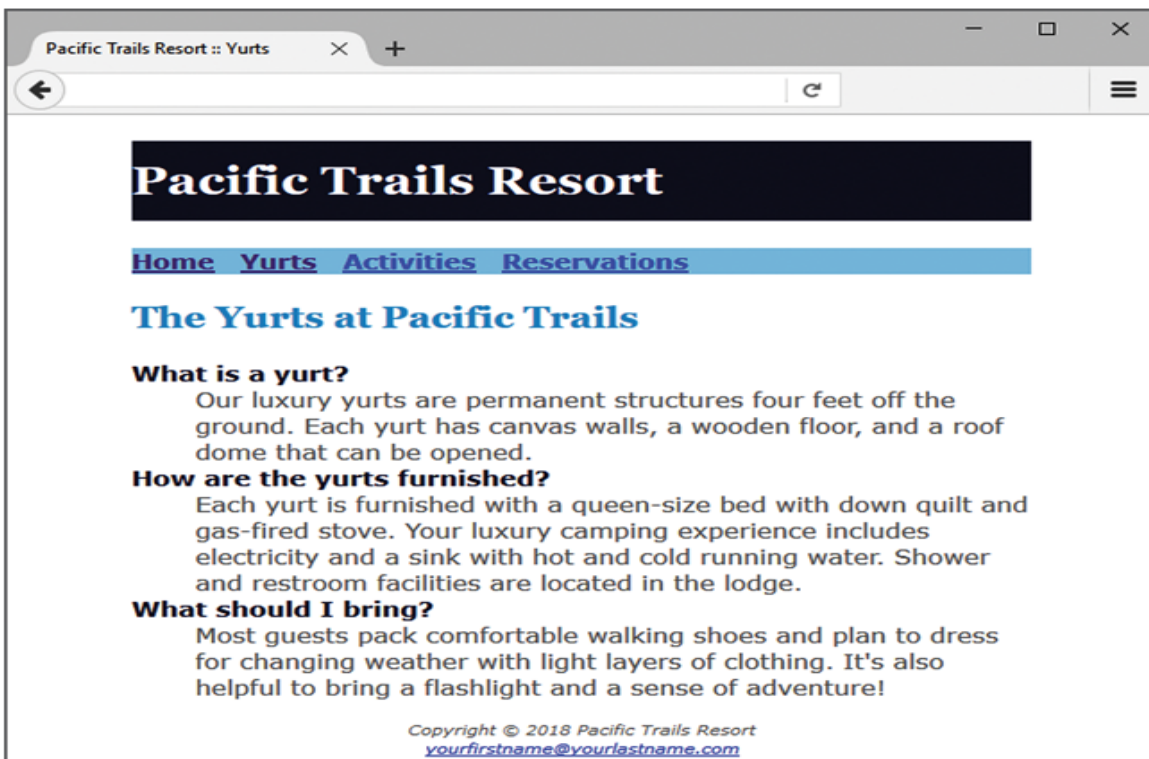 Pacific Trails Resort :: Yurts
Pacific Trails Resort
Home Yurts Activities Reservations
The Yurts at Pacific Trails
What is a yurt?
Our luxury yurts are permanent structures four feet off the
ground. Each yurt has canvas walls, a wooden floor, and a roof
dome that can be opened.
How are the yurts furnished?
Each yurt is furnished with a queen-size bed with down quilt and
gas-fired stove. Your luxury camping experience includes
electricity and a sink with hot and cold running water. Shower
and restroom facilities are located in the lodge.
What should I bring?
Most guests pack comfortable walking shoes and plan to dress
for changing weather with light layers of clothing. It's also
helpful to bring a flashlight and a sense of adventure!
Copyright © 2018 Pacific Trails Resort
yourfirstname@yourlastname.com